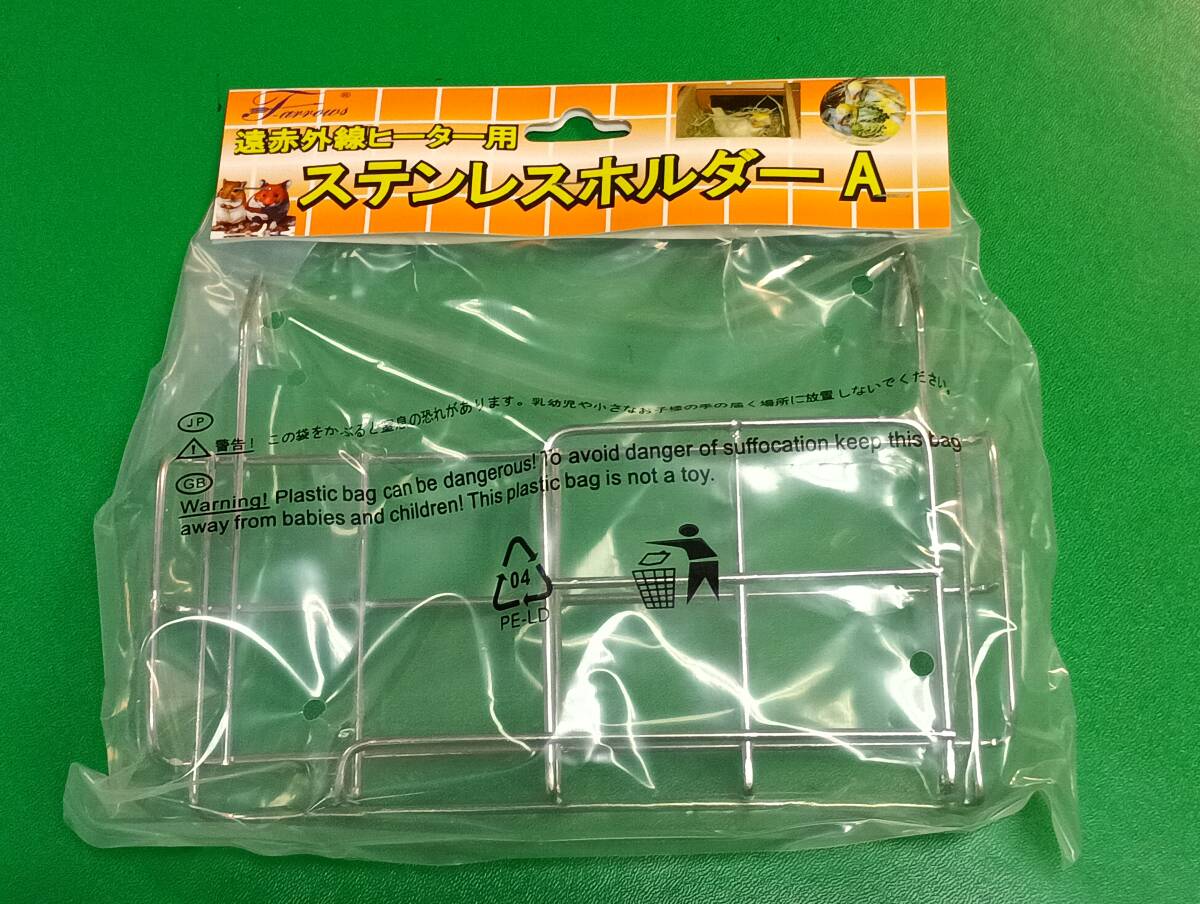 Farrows®
遠赤外線ヒーター用
ステンレスホルダー A
JP
警告！ この袋をかぶると窒息の恐れがあります。乳幼児や小さなお子様の手の届く場所に放置しないでください。
GB
Warning! Plastic bag can be dangerous! To avoid danger of suffocation keep this bag
away from babies and children! This plastic bag is not a toy.
04
PE-LD